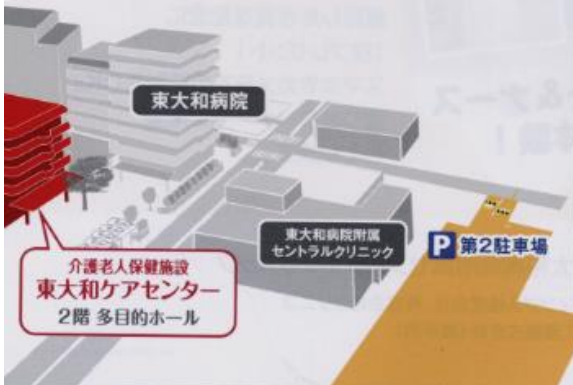 東大和病院
東大和病院附属
セントラルクリニック
P 第2駐車場
介護老人保健施設
東大和ケアセンター
2階 多目的ホール